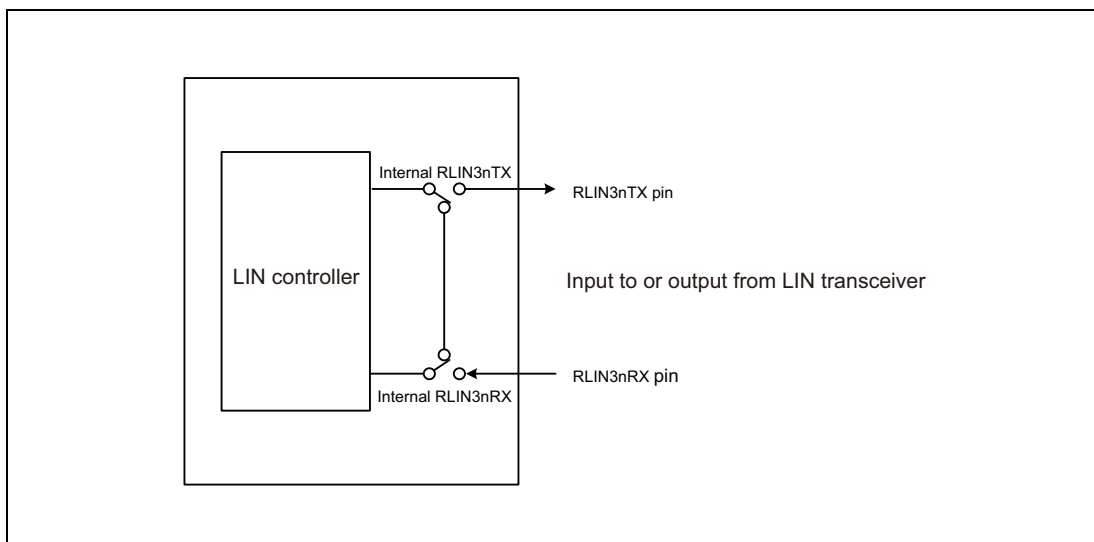 Internal RLIN3nTX
RLIN3nTX pin
LIN controller
Input to or output from LIN transceiver
RLIN3nRX pin
Internal RLIN3nRX